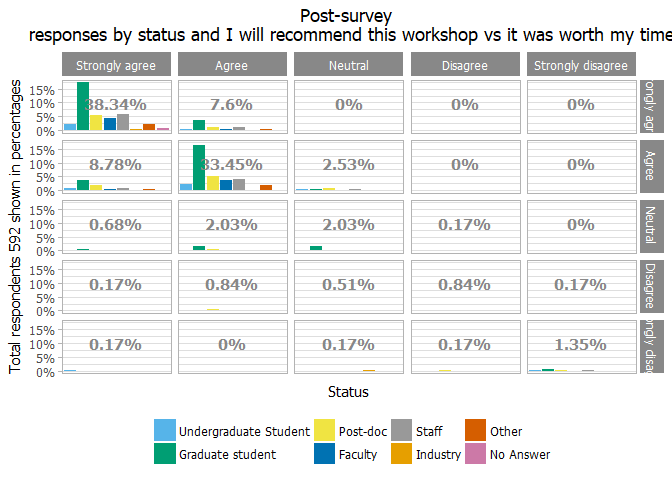 Post-survey
responses by status and I will recommend this workshop vs it was worth my time
Strongly agree Agree Neutral Disagree Strongly disagree
Total respondents 592 shown in percentages
15%
10%
5%
0%
38.34% 7.6% 0% 0% 0%
ongly agr
15%
10%
5%
0%
8.78% 33.45% 2.53% 0% 0%
Agree
15%
10%
5%
0%
0.68% 2.03% 2.03% 0.17% 0%
Neutral
15%
10%
5%
0%
0.17% 0.84% 0.51% 0.84% 0.17%
Disagree
15%
10%
5%
0%
0.17% 0% 0.17% 0.17% 1.35%
ongly disag
Status
Undergraduate Student Post-doc Staff Other
Graduate student Faculty Industry No Answer